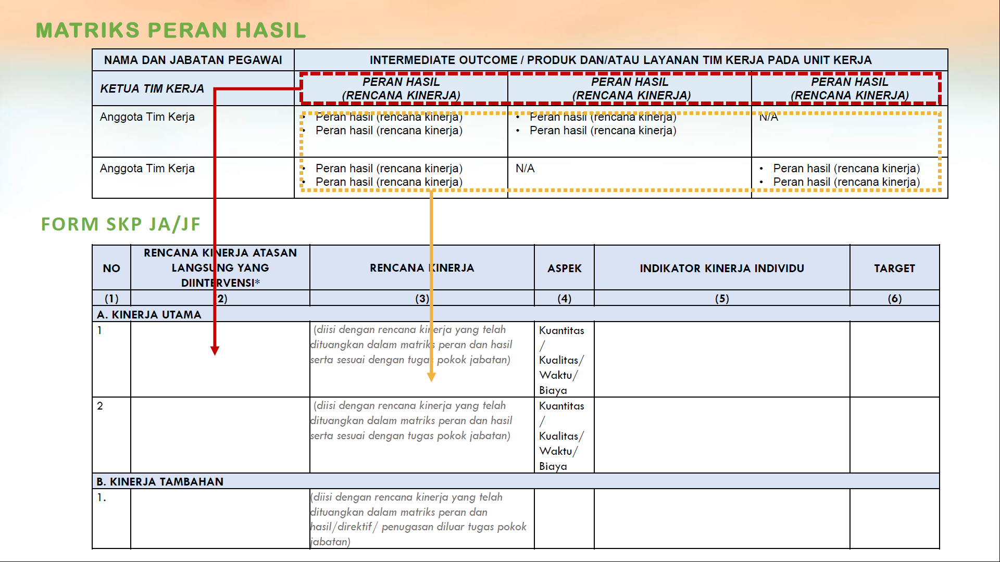 MATRIKS PERAN HASIL
NAMA DAN JABATAN PEGAWAI
INTERMEDIATE OUTCOME / PRODUK DAN/ATAU LAYANAN TIM KERJA PADA UNIT KERJA
KETUA TIM KERJA
PERAN HASIL
(RENCANA KINERJA)
PERAN HASIL
(RENCANA KINERJA)
PERAN HASIL
(RENCANA KINERJA)
Anggota Tim Kerja
• Peran hasil (rencana kinerja)
• Peran hasil (rencana kinerja)
• Peran hasil (rencana kinerja)
• Peran hasil (rencana kinerja)
N/A
Anggota Tim Kerja
• Peran hasil (rencana kinerja)
• Peran hasil (rencana kinerja)
N/A
• Peran hasil (rencana kinerja)
• Peran hasil (rencana kinerja)
FORM SKP JA/JF
NO
RENCANA KINERJA ATASAN
LANGSUNG YANG
DIINTERVENSI*
RENCANA KINERJA
ASPEK
INDIKATOR KINERJA INDIVIDU
TARGET
(1)
(2)
(3)
(4)
(5)
(6)
A. KINERJA UTAMA
1
(diisi dengan rencana kinerja yang telah
dituangkan dalam matriks peran dan hasil
serta sesuai dengan tugas pokok jabatan)
Kuantitas
/
Kualitas/
Waktu/
Biaya
2
(diisi dengan rencana kinerja yang telah
dituangkan dalam matriks peran dan hasil
serta sesuai dengan tugas pokok jabatan)
Kuantitas
/
Kualitas/
Waktu/
Biaya
B. KINERJA TAMBAHAN
1.
(diisi dengan rencana kinerja yang telah
dituangkan dalam matriks peran dan
hasil/direktif/ penugasan diluar tugas pokok
jabatan)